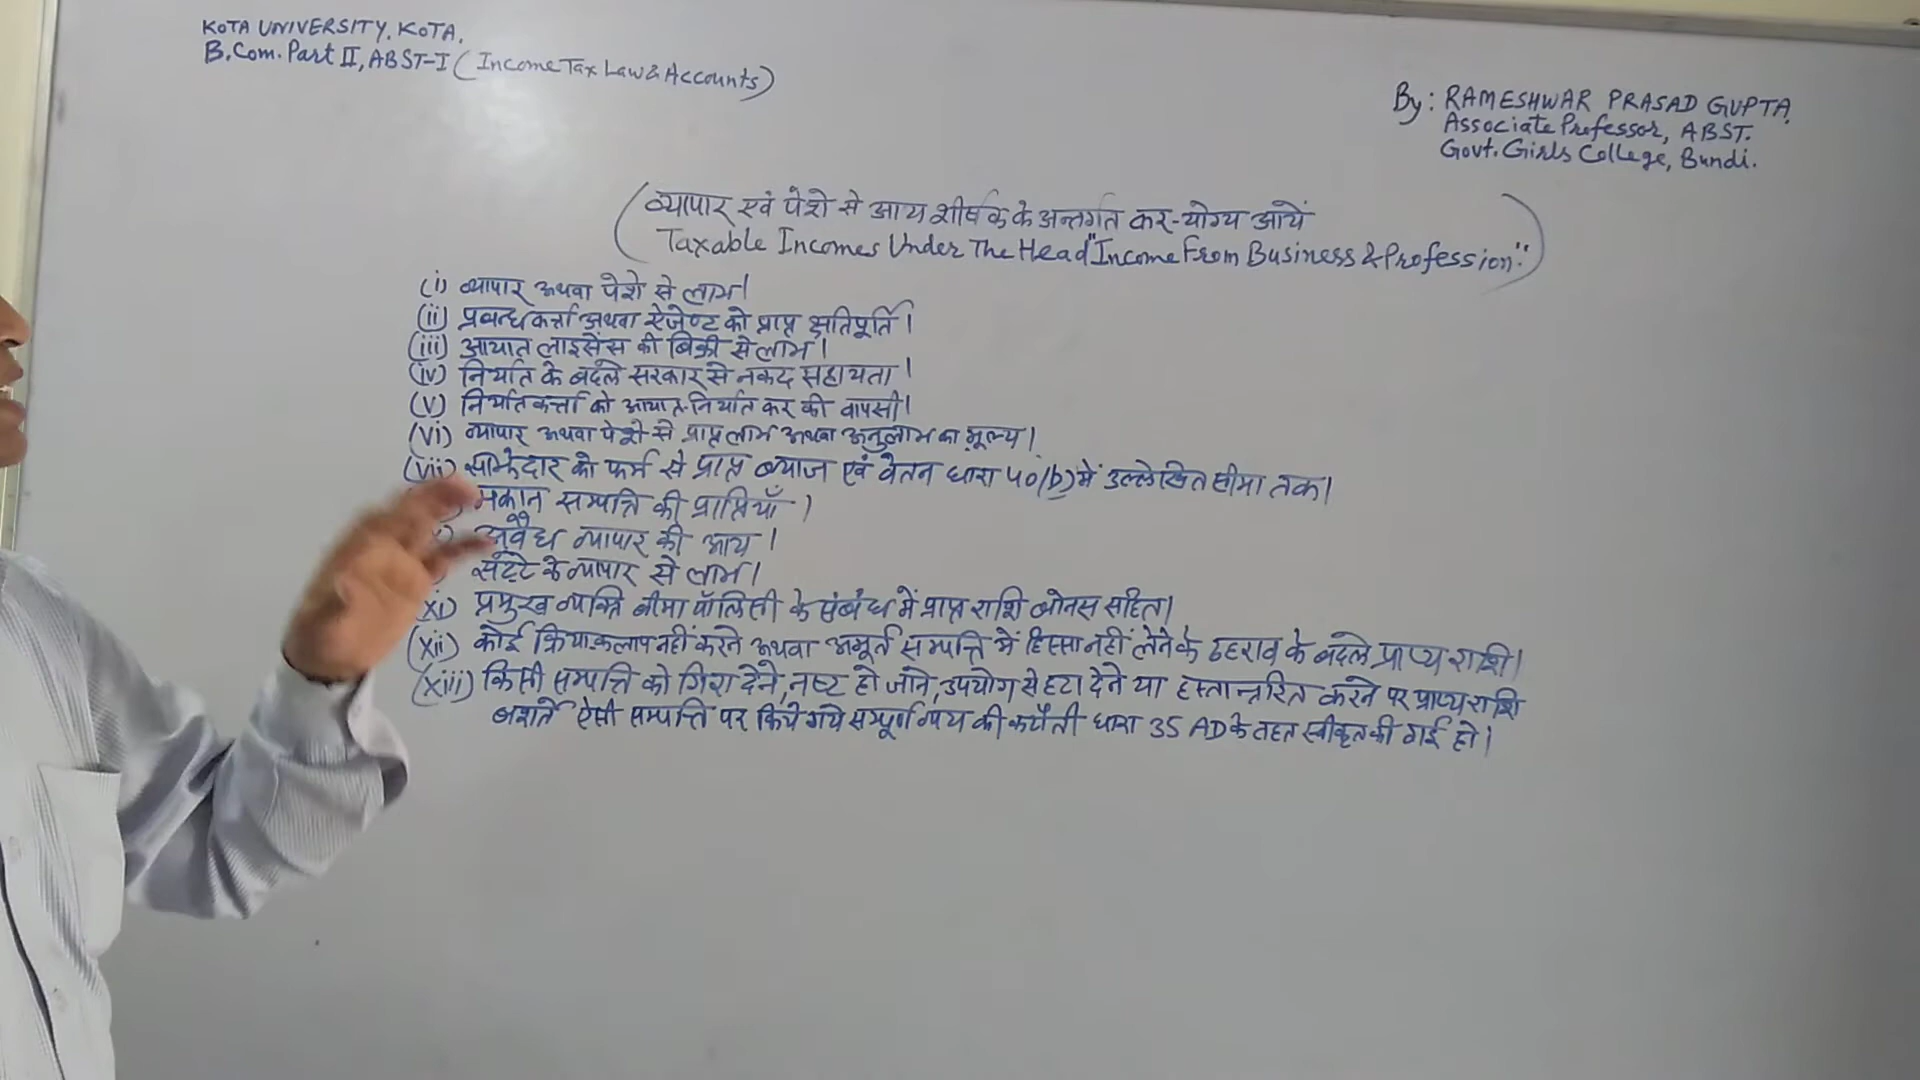 KOTA UNIVERSITY, KOTA.
B.Com. Part II, ABST-I (Income Tax Law & Accounts)
By: RAMESHWAR PRASAD GUPTA.
Associate Professor, ABST.
Govt. Girls College, Bundi.
(व्यापार एवं पेशे से आय शीर्षक के अन्तर्गत कर-योग्य आयें
Taxable Incomes Under The Head "Income From Business & Profession".)
(i) व्यापार अथवा पेशे से लाभ।
(ii) प्रबन्धकर्त्ता अथवा ऐजेण्ट को प्राप्त क्षतिपूर्ति।
(iii) आयात लाइसेंस की बिक्री से लाभ।
(iv) निर्यात के बदले सरकार से नकद सहायता।
(v) निर्यातकर्त्ता को आयात-निर्यात कर की वापसी।
(vi) व्यापार अथवा पेशे से प्राप्त लाभ अथवा अनुलाभ का मूल्य।
(vii) साझेदार को फर्म से प्राप्त ब्याज एवं वेतन धारा 40(b) में उल्लेखित सीमा तक।
मकान सम्पत्ति की प्राप्तियाँ।
अवैध व्यापार की आय।
सट्टे के व्यापार से लाभ।
(xi) प्रमुख व्यक्ति बीमा पॉलिसी के संबंध में प्राप्त राशि बोनस सहित।
(xii) कोई क्रियाकलाप नहीं करने अथवा अमूर्त सम्पत्ति में हिस्सा नहीं लेने के ठहराव के बदले प्राप्य राशि।
(xiii) किसी सम्पत्ति को गिरा देने, नष्ट हो जाने, उपयोग से हटा देने या हस्तान्तरित करने पर प्राप्य राशि
बशर्ते ऐसी सम्पत्ति पर किये गये सम्पूर्ण व्यय की कटौती धारा 35 AD के तहत स्वीकृत की गई हो।